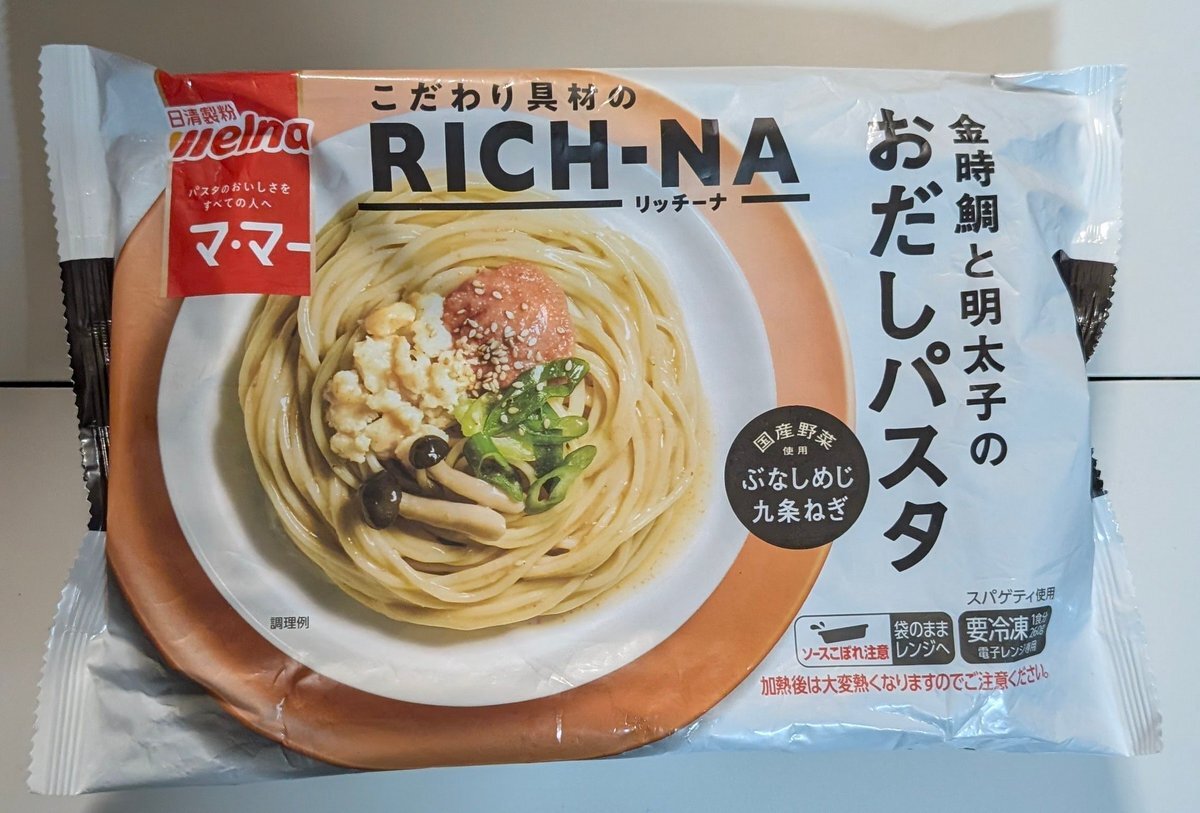 日清製粉
welna
パスタのおいしさを
すべての人へ
マ・マー
こだわり具材の
RICH-NA
リッチーナ
金時鯛と明太子の
おだしパスタ
国産野菜
使用
ぶなしめじ
九条ねぎ
調理例
スパゲティ使用
ソースこぼれ注意
袋のまま
レンジへ
要冷凍
1食分
260g
電子レンジ専用
加熱後は大変熱くなりますのでご注意ください。